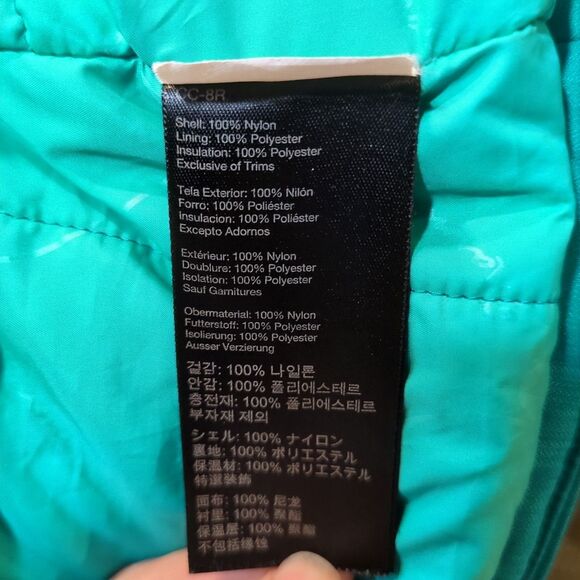 CC-8R
Shell: 100% Nylon
Lining: 100% Polyester
Insulation: 100% Polyester
Exclusive of Trims
Tela Exterior: 100% Nilón
Forro: 100% Poliéster
Insulacion: 100% Poliéster
Excepto Adornos
Extérieur: 100% Nylon
Doublure: 100% Polyester
Isolation: 100% Polyester
Sauf Garnitures
Obermaterial: 100% Nylon
Futterstoff: 100% Polyester
Isolierung: 100% Polyester
Ausser Verzierung
겉감: 100% 나일론
안감: 100% 폴리에스테르
충전재: 100% 폴리에스테르
부자재 제외
シェル: 100% ナイロン
裏地: 100% ポリエステル
保温材: 100% ポリエステル
特選装飾
面布: 100% 尼龙
衬里: 100% 聚酯
保温层: 100% 聚酯
不包括缘蚀